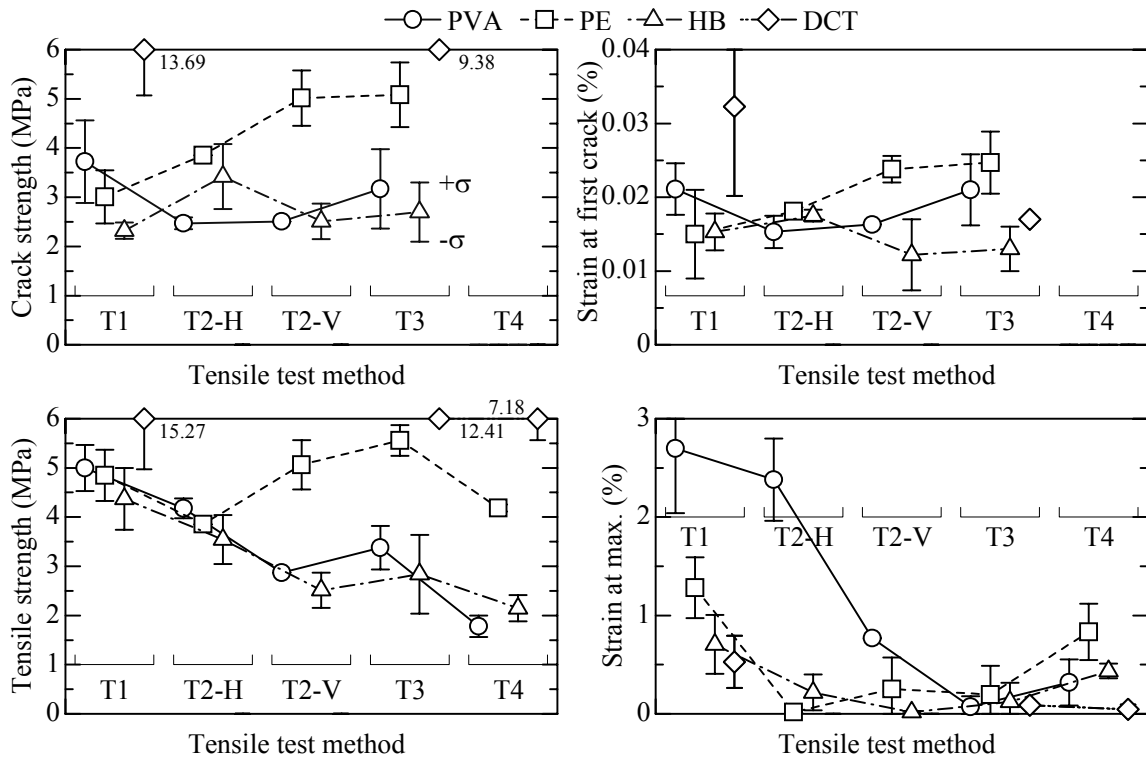 PVA PE HB DCT
Crack strength (MPa)
6
5
4
3
2
1
0
13.69
9.38
+σ
-σ
T1 T2-H T2-V T3 T4
Tensile test method
Strain at first crack (%)
0.04
0.03
0.02
0.01
0.00
T1 T2-H T2-V T3 T4
Tensile test method
Tensile strength (MPa)
6
5
4
3
2
1
0
15.27
7.18
12.41
T1 T2-H T2-V T3 T4
Tensile test method
Strain at max. (%)
3
2
1
0
T1 T2-H T2-V T3 T4
Tensile test method